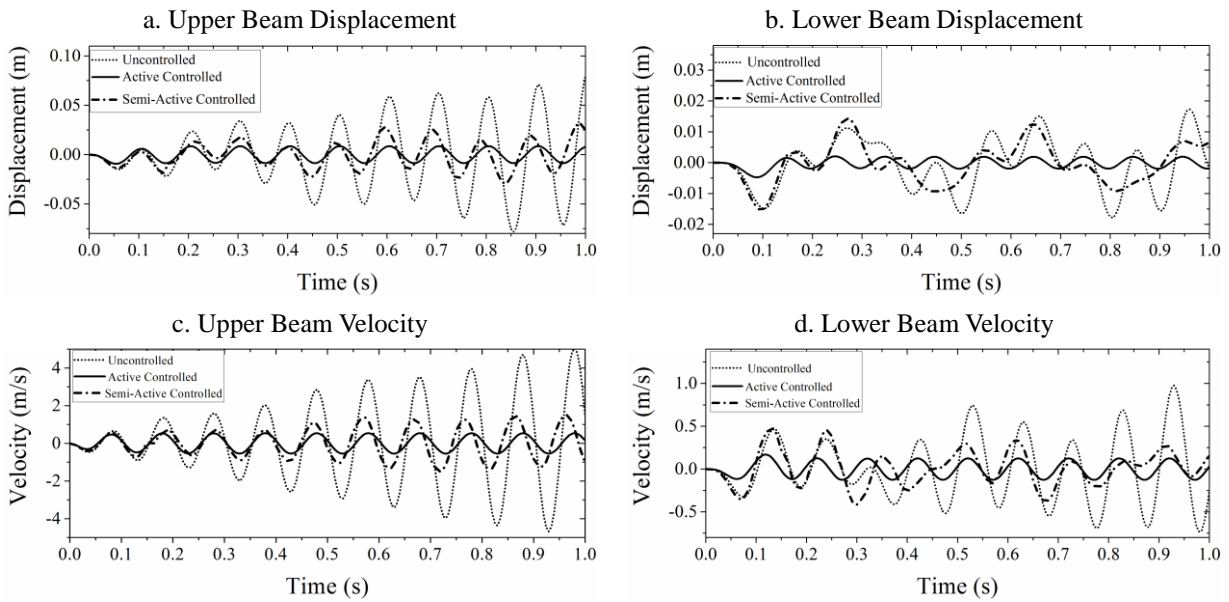 a. Upper Beam Displacement
Displacement (m)
0.10
0.05
0.00
-0.05
Uncontrolled
Active Controlled
Semi-Active Controlled
0.0 0.1 0.2 0.3 0.4 0.5 0.6 0.7 0.8 0.9 1.0
Time (s)
b. Lower Beam Displacement
Displacement (m)
0.03
0.02
0.01
0.00
-0.01
-0.02
Uncontrolled
Active Controlled
Semi-Active Controlled
0.0 0.1 0.2 0.3 0.4 0.5 0.6 0.7 0.8 0.9 1.0
Time (s)
c. Upper Beam Velocity
Velocity (m/s)
4
2
0
-2
-4
Uncontrolled
Active Controlled
Semi-Active Controlled
0.0 0.1 0.2 0.3 0.4 0.5 0.6 0.7 0.8 0.9 1.0
Time (s)
d. Lower Beam Velocity
Velocity (m/s)
1.0
0.5
0.0
-0.5
Uncontrolled
Active Controlled
Semi-Active Controlled
0.0 0.1 0.2 0.3 0.4 0.5 0.6 0.7 0.8 0.9 1.0
Time (s)